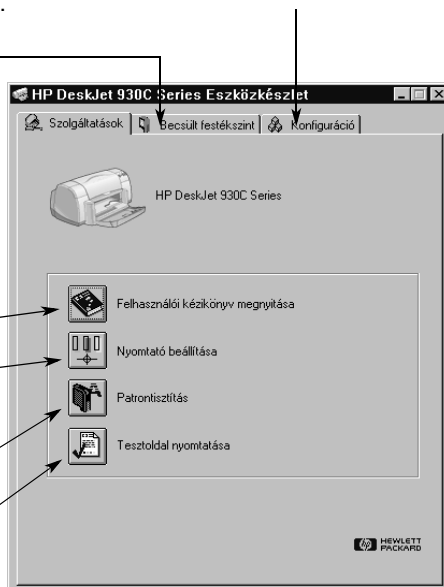 .
HP DeskJet 930C Series Eszközkészlet
Szolgáltatások Becsült festékszint Konfiguráció
HP DeskJet 930C Series
Felhasználói kézikönyv megnyitása
Nyomtató beállítása
Patrontisztítás
Tesztoldal nyomtatása
hp HEWLETT
PACKARD